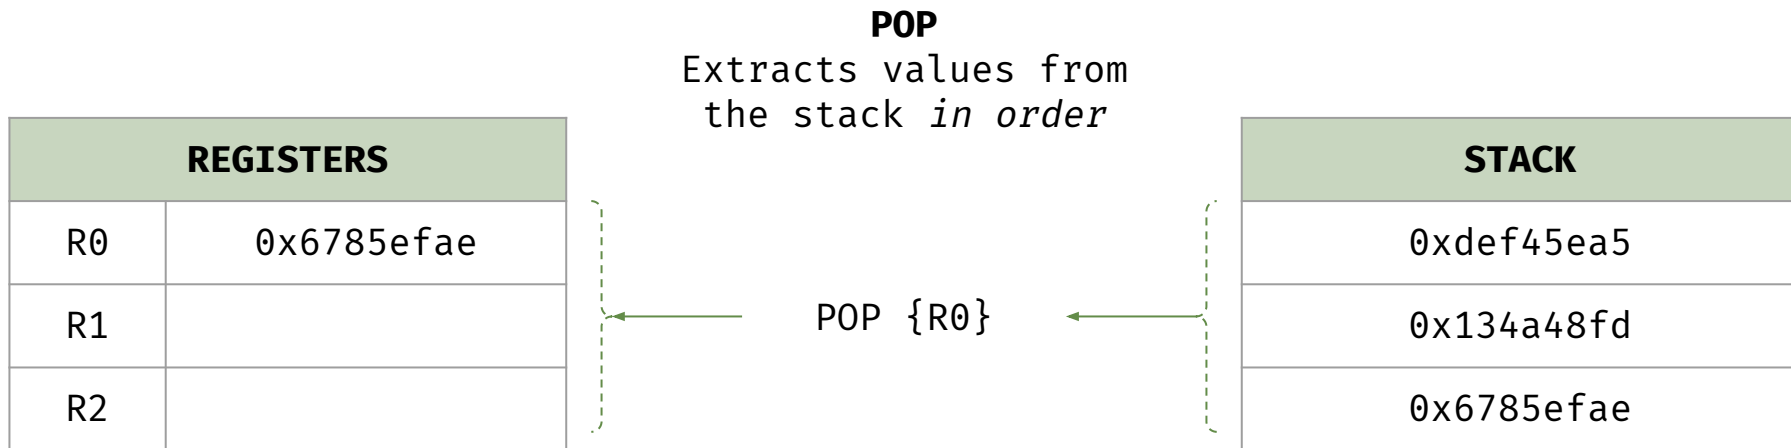 POP
Extracts values from
the stack in order
REGISTERS
R0 0x6785efae
R1
R2
POP {R0}
STACK
0xdef45ea5
0x134a48fd
0x6785efae